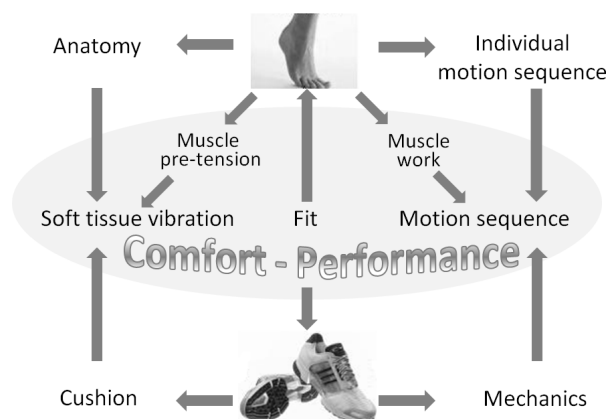 Anatomy
Individual
motion sequence
Muscle
pre-tension
Muscle
work
Soft tissue vibration
Fit
Motion sequence
Comfort - Performance
Cushion
Mechanics